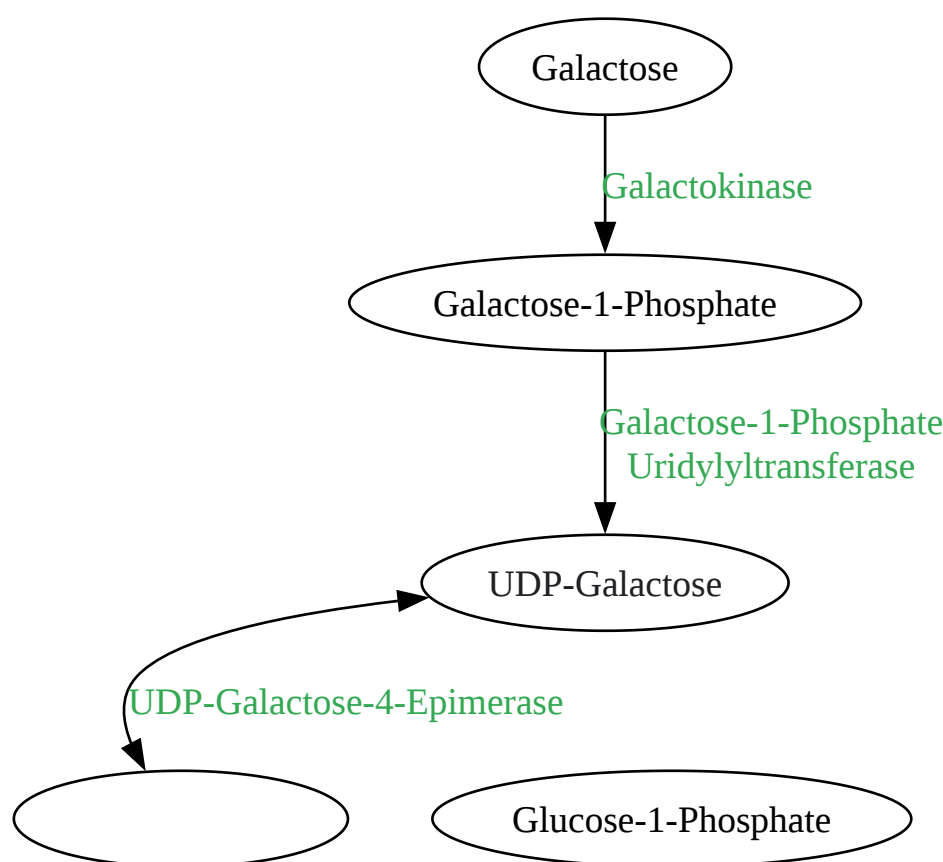 Galactose
Galactokinase
Galactose-1-Phosphate
Galactose-1-Phosphate
Uridylyltransferase
UDP-Galactose
UDP-Galactose-4-Epimerase
Glucose-1-Phosphate